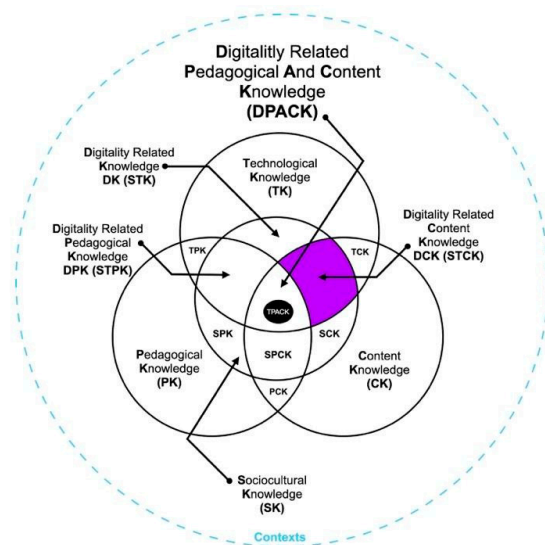 Digitalitly Related
Pedagogical And Content
Knowledge
(DPACK)
Digitality Related
Knowledge
DK (STK)
Technological
Knowledge
(TK)
Digitality Related
Pedagogical
Knowledge
DPK (STPK)
TPK
TCK
Digitality Related
Content
Knowledge
DCK (STCK)
TPACK
SPK
SCK
SPCK
Pedagogical
Knowledge
(PK)
Content
Knowledge
(CK)
PCK
Sociocultural
Knowledge
(SK)
Contexts